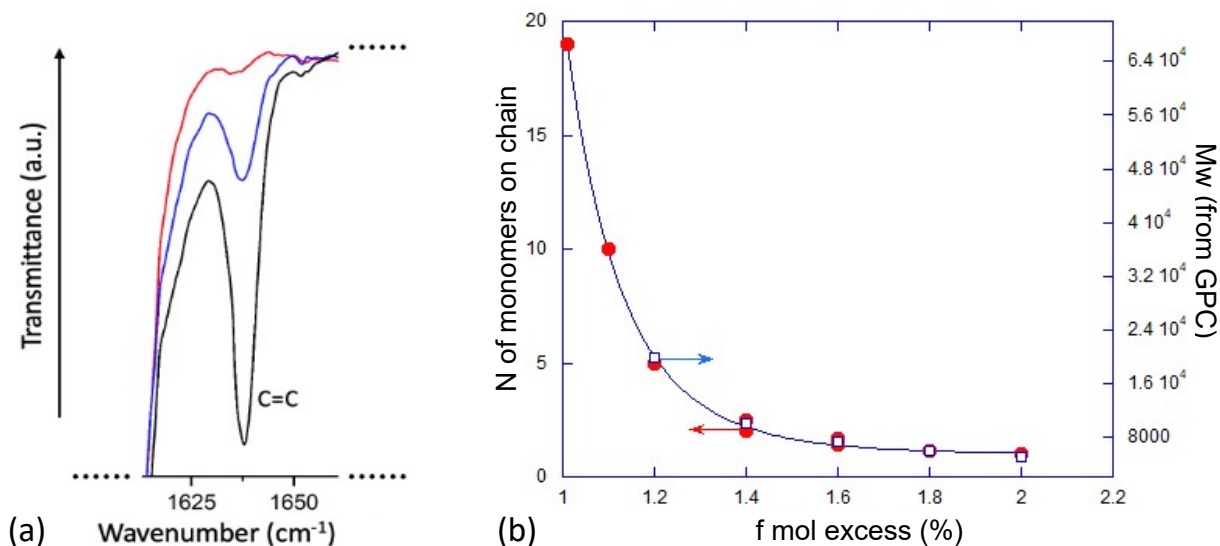 Transmittance (a.u.)
C=C
1625 1650
Wavenumber (cm⁻¹)
(a)
20
15
10
5
0
N of monomers on chain
6.4 10⁴
5.6 10⁴
4.8 10⁴
4 10⁴
3.2 10⁴
2.4 10⁴
1.6 10⁴
8000
Mw (from GPC)
1 1.2 1.4 1.6 1.8 2 2.2
f mol excess (%)
(b)